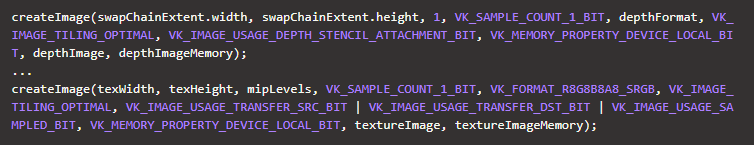 createImage(swapChainExtent.width, swapChainExtent.height, 1, VK_SAMPLE_COUNT_1_BIT, depthFormat, VK_
IMAGE_TILING_OPTIMAL, VK_IMAGE_USAGE_DEPTH_STENCIL_ATTACHMENT_BIT, VK_MEMORY_PROPERTY_DEVICE_LOCAL_BI
T, depthImage, depthImageMemory);
...
createImage(texWidth, texHeight, mipLevels, VK_SAMPLE_COUNT_1_BIT, VK_FORMAT_R8G8B8A8_SRGB, VK_IMAGE_
TILING_OPTIMAL, VK_IMAGE_USAGE_TRANSFER_SRC_BIT | VK_IMAGE_USAGE_TRANSFER_DST_BIT | VK_IMAGE_USAGE_SA
MPLED_BIT, VK_MEMORY_PROPERTY_DEVICE_LOCAL_BIT, textureImage, textureImageMemory);